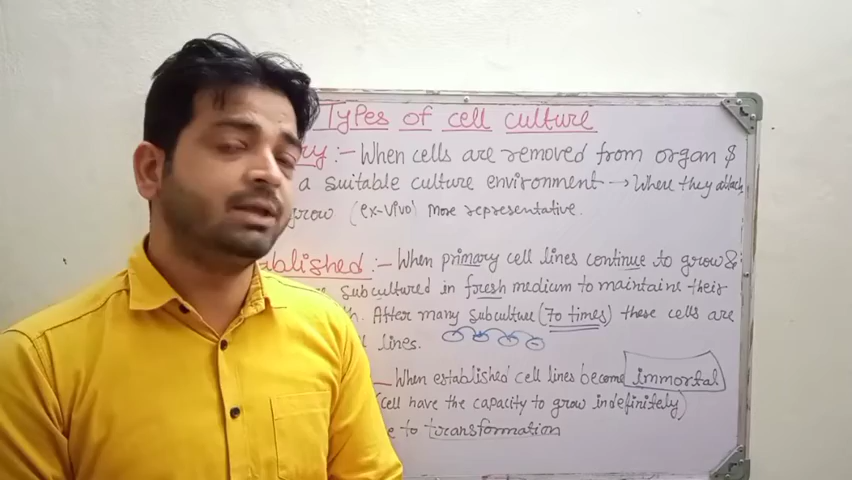 Types of cell culture
:- When cells are removed from organ &
a suitable culture environment → Where they attach
grow (ex-vivo) More representative.
ablished :- When primary cell lines continue to grow &
subcultured in fresh medium to maintaine their
After many subculture (70 times) these cells are
lines.
When established cell lines become immortal
(cell have the capacity to grow indefinitely)
to transformation